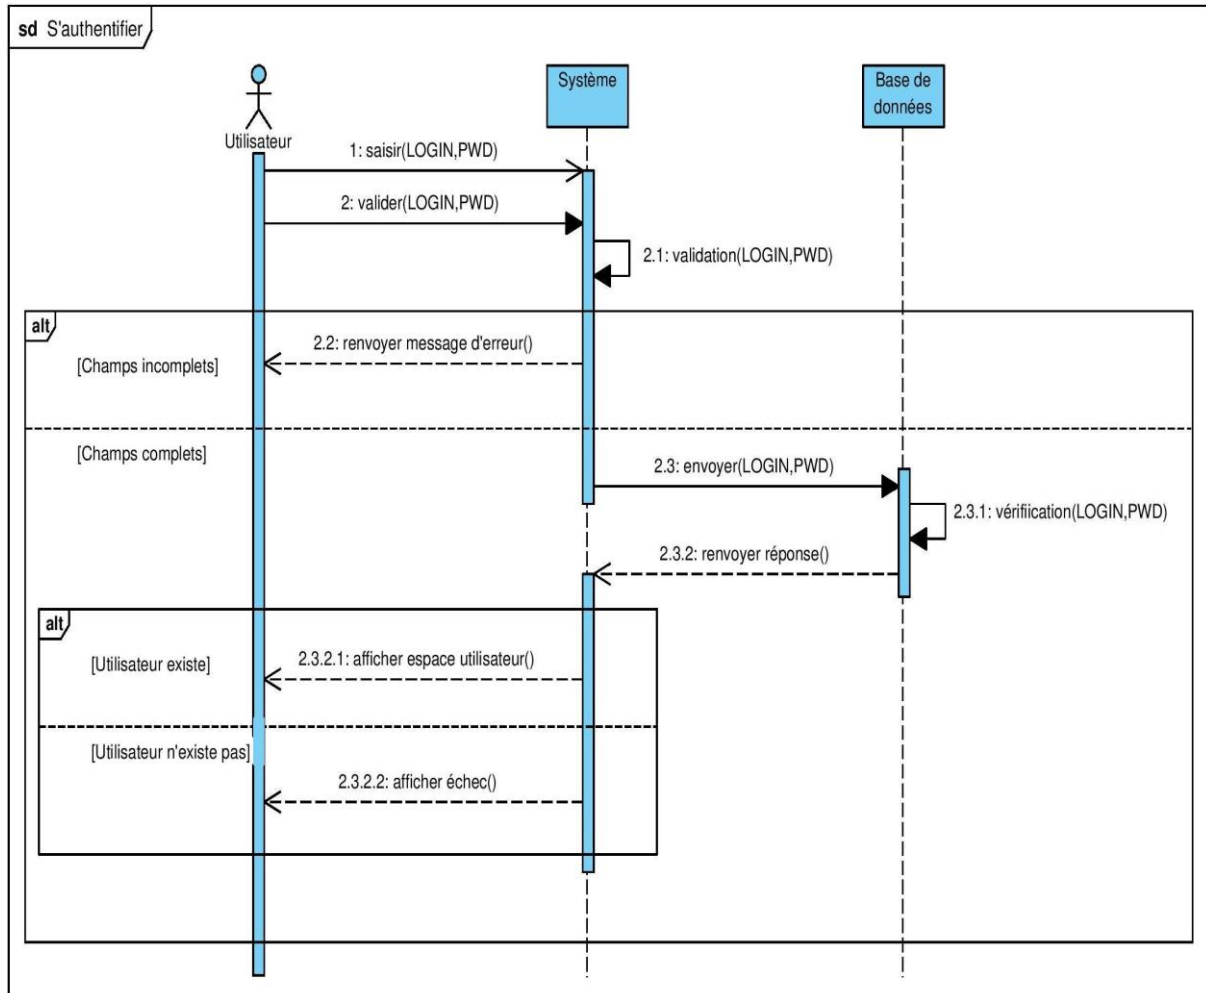 sd S'authentifier
Utilisateur
Système
Base de
données
1: saisir(LOGIN,PWD)
2: valider(LOGIN,PWD)
2.1: validation(LOGIN,PWD)
alt
2.2: renvoyer message d'erreur()
[Champs incomplets]
[Champs complets]
2.3: envoyer(LOGIN,PWD)
2.3.1: vérifiication(LOGIN,PWD)
2.3.2: renvoyer réponse()
alt
[Utilisateur existe]
2.3.2.1: afficher espace utilisateur()
[Utilisateur n'existe pas]
2.3.2.2: afficher échec()